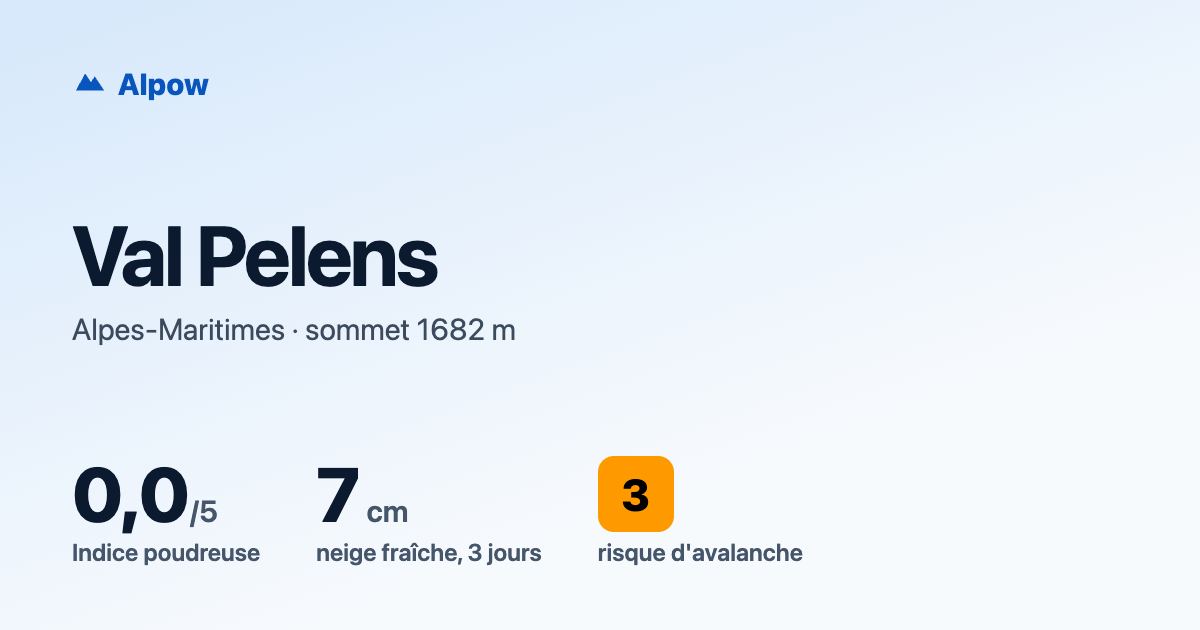 Alpow
Val Pelens
Alpes-Maritimes · sommet 1682 m
0,0/5
Indice poudreuse
7 cm
neige fraîche, 3 jours
3
risque d'avalanche